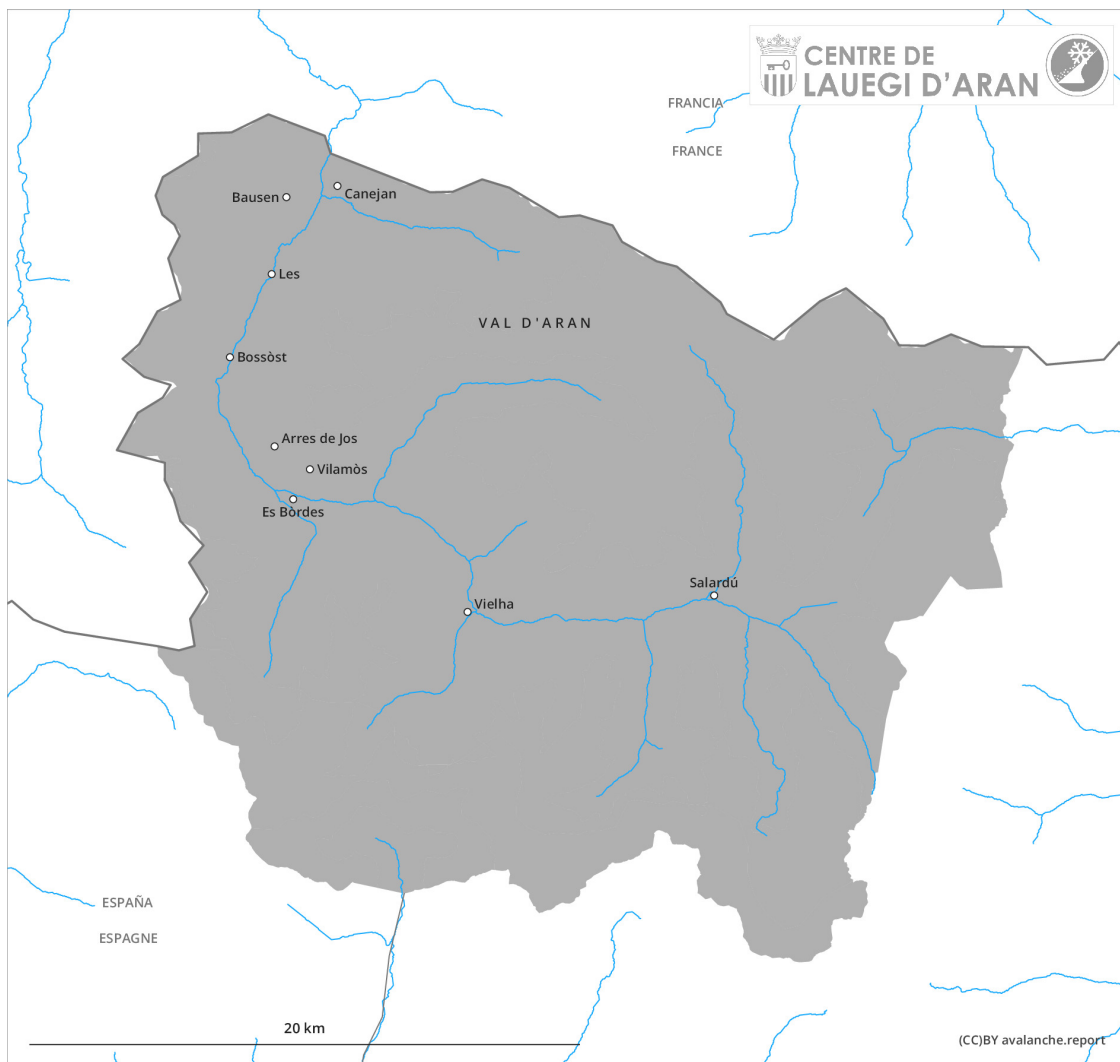 CENTRE DE
LAUEGI D'ARAN
FRANCIA
FRANCE
Bausen
Canejan
Les
VAL D'ARAN
Bossòst
Arres de Jos
Vilamòs
Es Bòrdes
Salardú
Vielha
ESPAÑA
ESPAGNE
20 km
(CC)BY avalanche.report